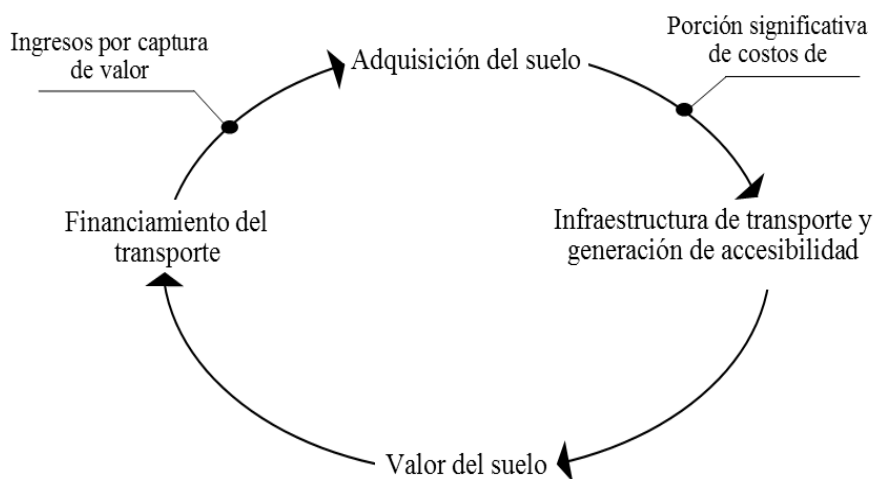 Ingresos por captura
de valor
Adquisición del suelo
Porción significativa
de costos de
Financiamiento del
transporte
Infraestructura de transporte y
generación de accesibilidad
Valor del suelo